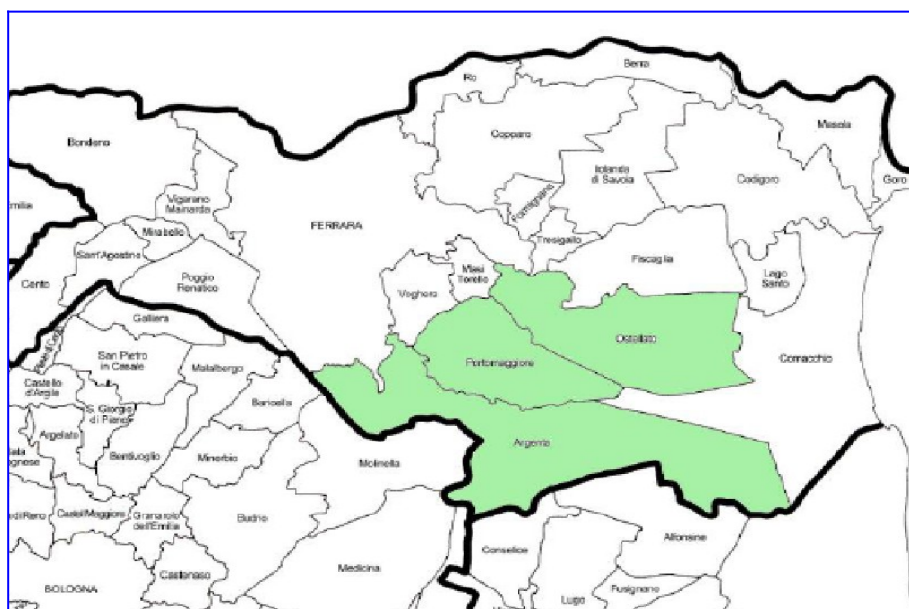 Ro
Berra
Bondeno
Copparo
Mesola
Jolanda
di Savoia
Codigoro
Goro
Vigarano
Mainarda
Formignana
FERRARA
Mirabello
Tresigallo
Sant'Agostino
Fiscaglia
Cento
Poggio
Renatico
Masi
Torello
Lago
Santo
Voghera
Galliera
Ostellato
San Pietro
in Casale
Malalbergo
Portomaggiore
Comacchio
Castello
d'Argile
Baricella
S. Giorgio
di Piano
Argelato
Argenta
Bentivoglio
Minerbio
Molinella
Castel Maggiore
Granarolo
dell'Emilia
Budrio
Conselice
Alfonsine
Castenaso
Medicina
BOLOGNA
Lugo
Fusignano